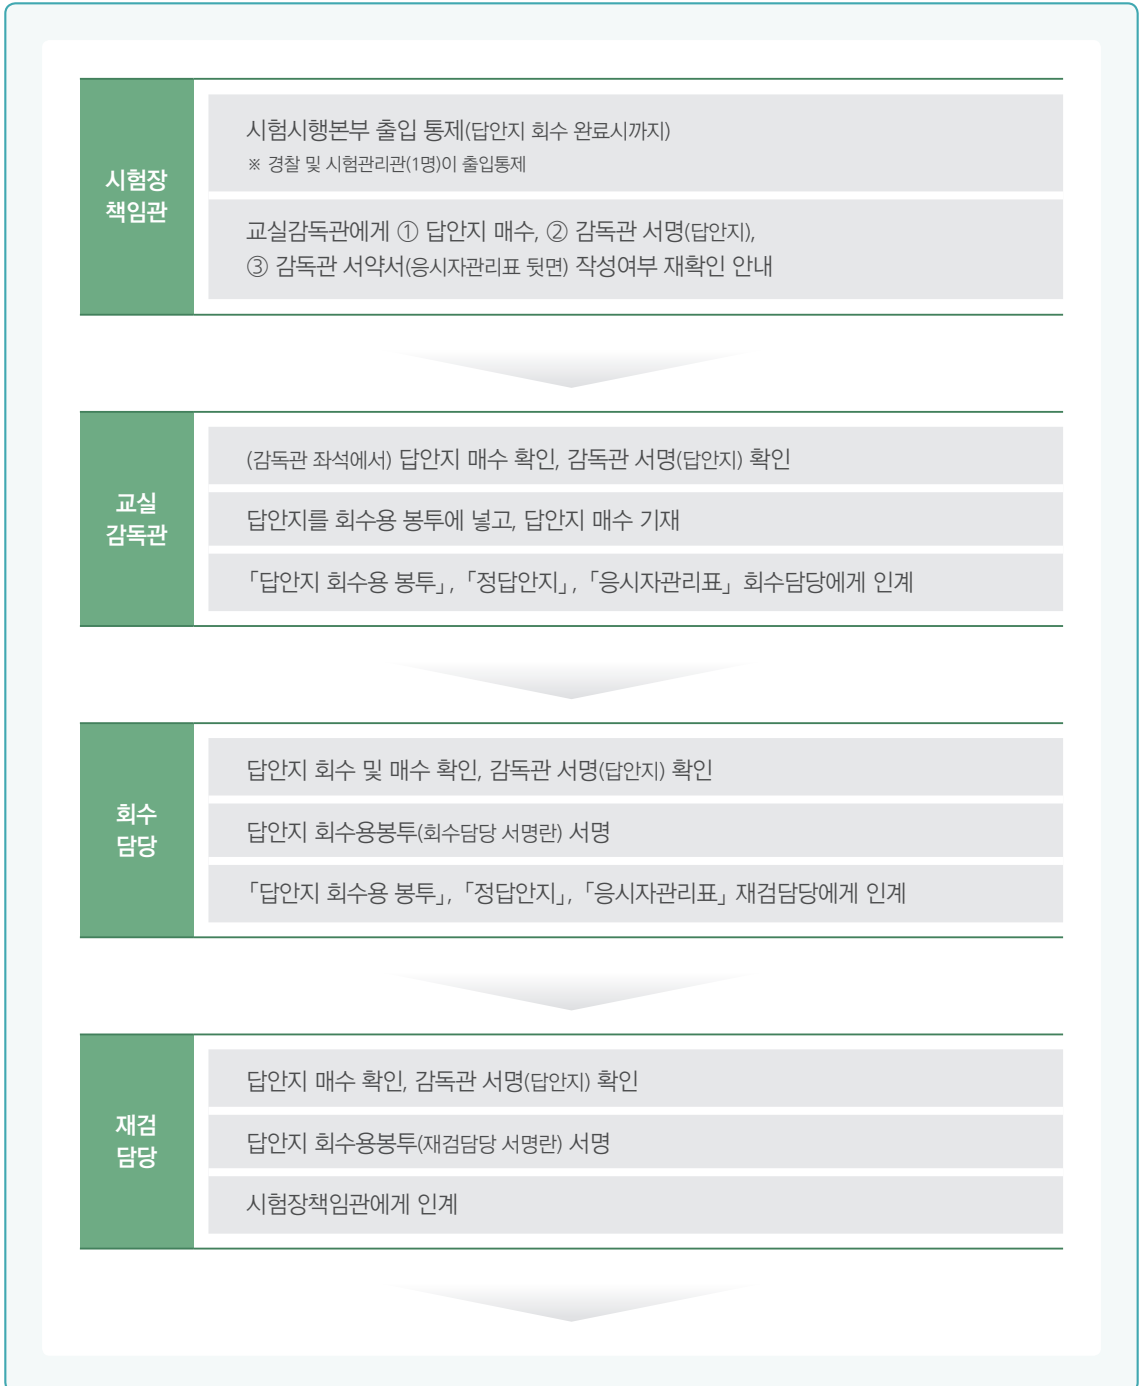 시험장
책임관
시험시행본부 출입 통제(답안지 회수 완료시까지)
※ 경찰 및 시험관리관(1명)이 출입통제
교실감독관에게 ① 답안지 매수, ② 감독관 서명(답안지),
③ 감독관 서약서(응시자관리표 뒷면) 작성여부 재확인 안내
교실
감독관
(감독관 좌석에서) 답안지 매수 확인, 감독관 서명(답안지) 확인
답안지를 회수용 봉투에 넣고, 답안지 매수 기재
「답안지 회수용 봉투」, 「정답안지」, 「응시자관리표」 회수담당에게 인계
회수
담당
답안지 회수 및 매수 확인, 감독관 서명(답안지) 확인
답안지 회수용봉투(회수담당 서명란) 서명
「답안지 회수용 봉투」, 「정답안지」, 「응시자관리표」 재검담당에게 인계
재검
담당
답안지 매수 확인, 감독관 서명(답안지) 확인
답안지 회수용봉투(재검담당 서명란) 서명
시험장책임관에게 인계